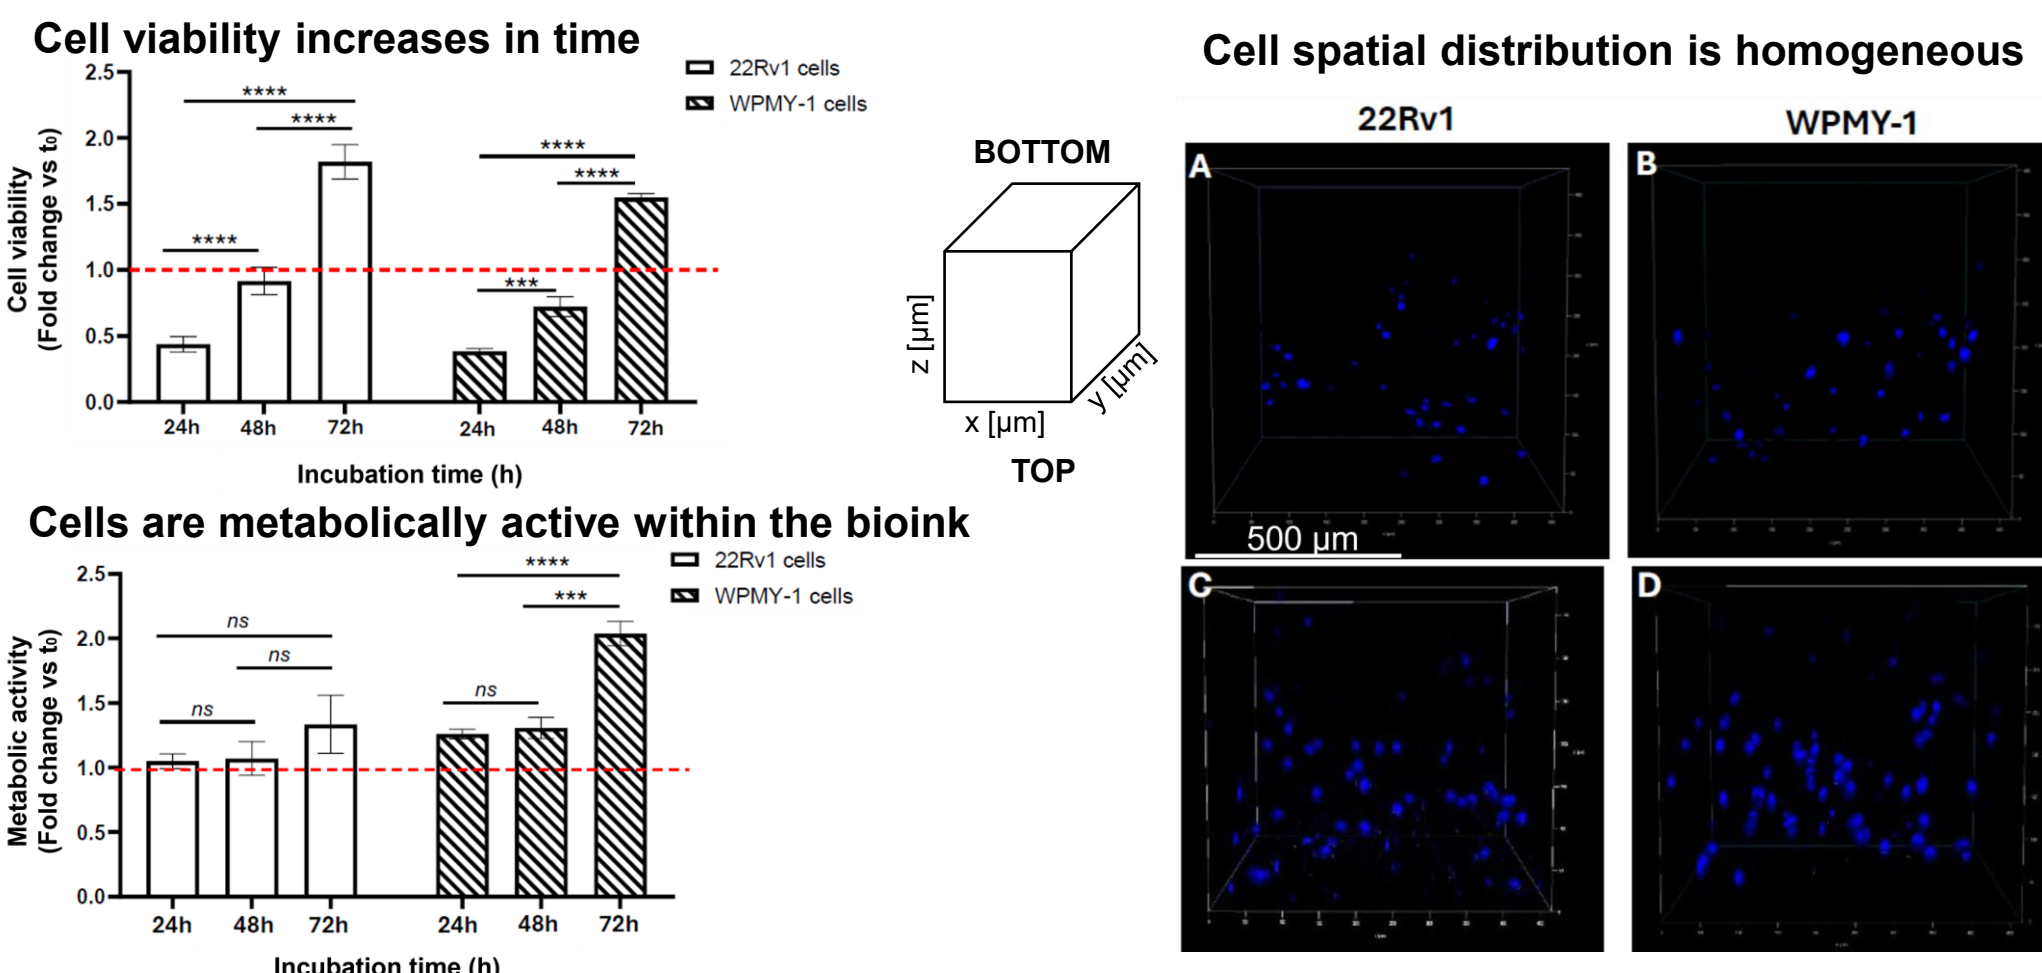 Cell viability increases in time
2.5
2.0
1.5
1.0
0.5
0.0
Cell viability
(Fold change vs t0)
****
****
****
****
****
***
22Rv1 cells
WPMY-1 cells
24h 48h 72h 24h 48h 72h
Incubation time (h)
Cells are metabolically active within the bioink
2.5
2.0
1.5
1.0
0.5
0.0
Metabolic activity
(Fold change vs t0)
ns
ns
ns
****
***
ns
22Rv1 cells
WPMY-1 cells
24h 48h 72h 24h 48h 72h
Incubation time (h)
BOTTOM
z [µm]
x [µm]
y [µm]
TOP
Cell spatial distribution is homogeneous
22Rv1 WPMY-1
A
B
500 µm
C
D